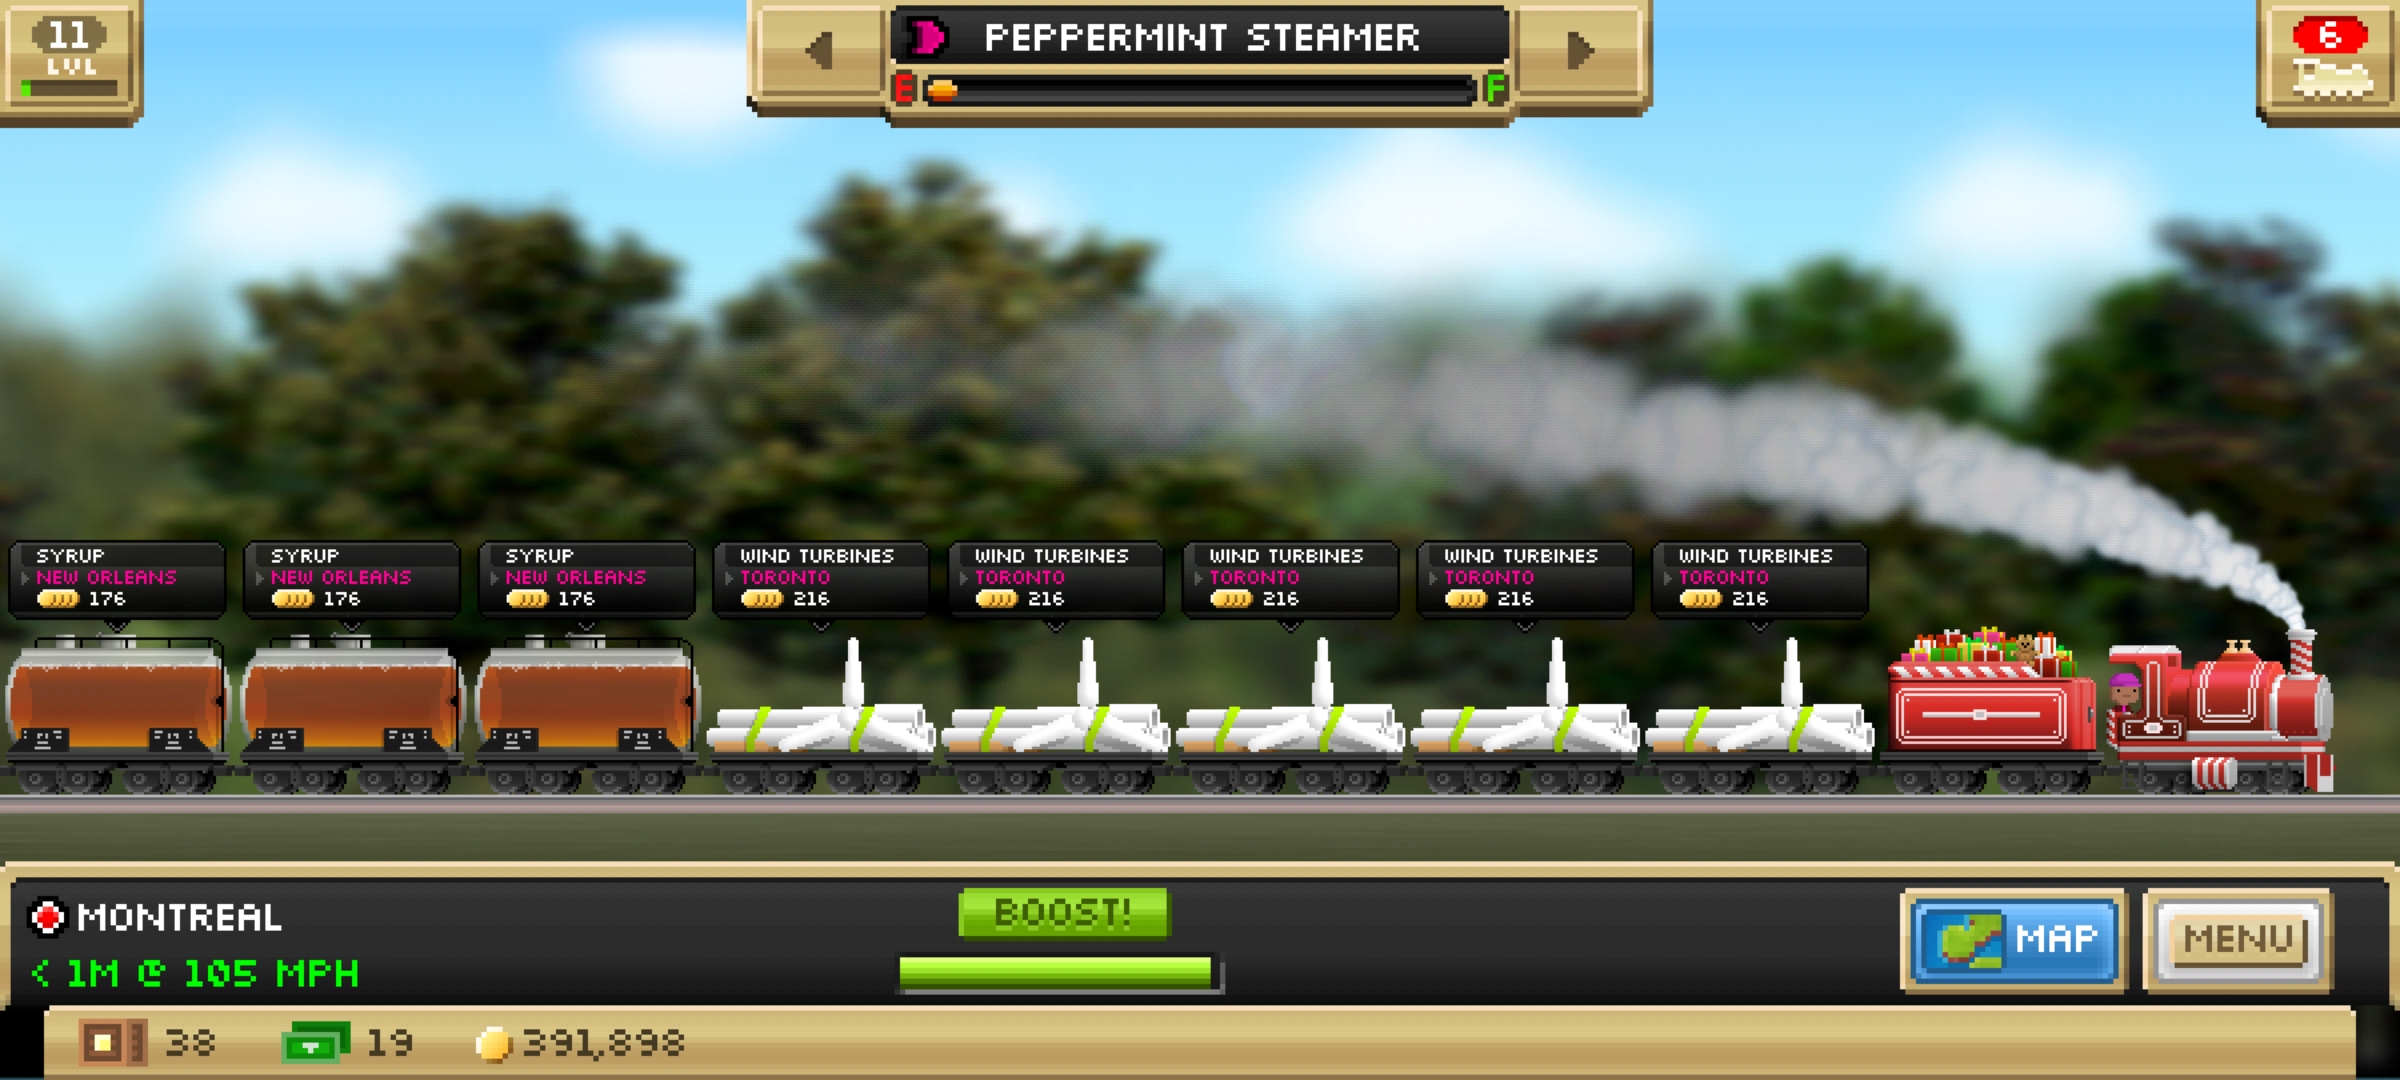 11
LVL
PEPPERMINT STEAMER
E
F
6
SYRUP
NEW ORLEANS
176
SYRUP
NEW ORLEANS
176
SYRUP
NEW ORLEANS
176
WIND TURBINES
TORONTO
216
WIND TURBINES
TORONTO
216
WIND TURBINES
TORONTO
216
WIND TURBINES
TORONTO
216
WIND TURBINES
TORONTO
216
MONTREAL
< 1M @ 105 MPH
BOOST!
MAP
MENU
38
19
391,898